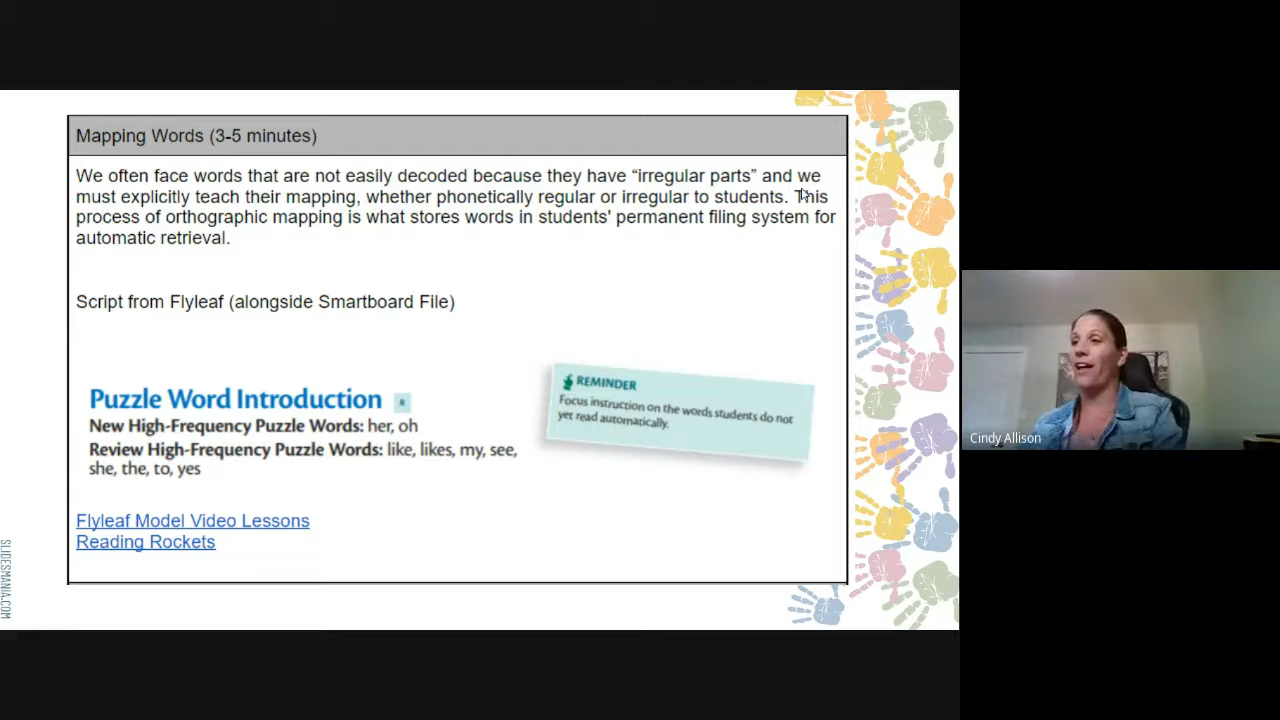 Mapping Words (3-5 minutes)
We often face words that are not easily decoded because they have “irregular parts” and we
must explicitly teach their mapping, whether phonetically regular or irregular to students. This
process of orthographic mapping is what stores words in students' permanent filing system for
automatic retrieval.
Script from Flyleaf (alongside Smartboard File)
Puzzle Word Introduction R
New High-Frequency Puzzle Words: her, oh
Review High-Frequency Puzzle Words: like, likes, my, see,
she, the, to, yes
REMINDER
Focus instruction on the words students do not
yet read automatically.
Flyleaf Model Video Lessons
Reading Rockets
SLIDESMANIA.COM
Cindy Allison